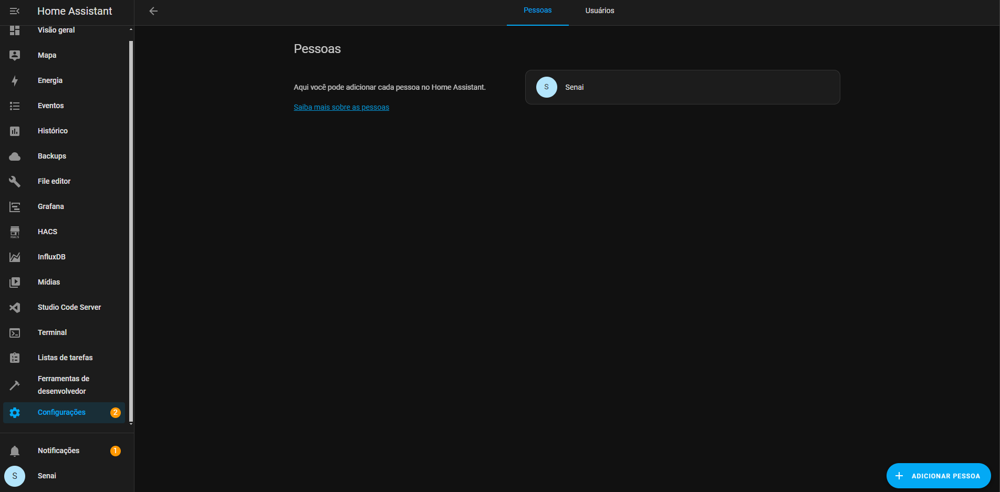 Home Assistant
Visão geral
Mapa
Energia
Eventos
Histórico
Backups
File editor
Grafana
HACS
HACS
InfluxDB
Mídias
Studio Code Server
Terminal
Listas de tarefas
Ferramentas de
desenvolvedor
Configurações 2
Notificações 1
S Senai
Pessoas Usuários
Pessoas
Aqui você pode adicionar cada pessoa no Home Assistant.
Saiba mais sobre as pessoas
S Senai
ADICIONAR PESSOA